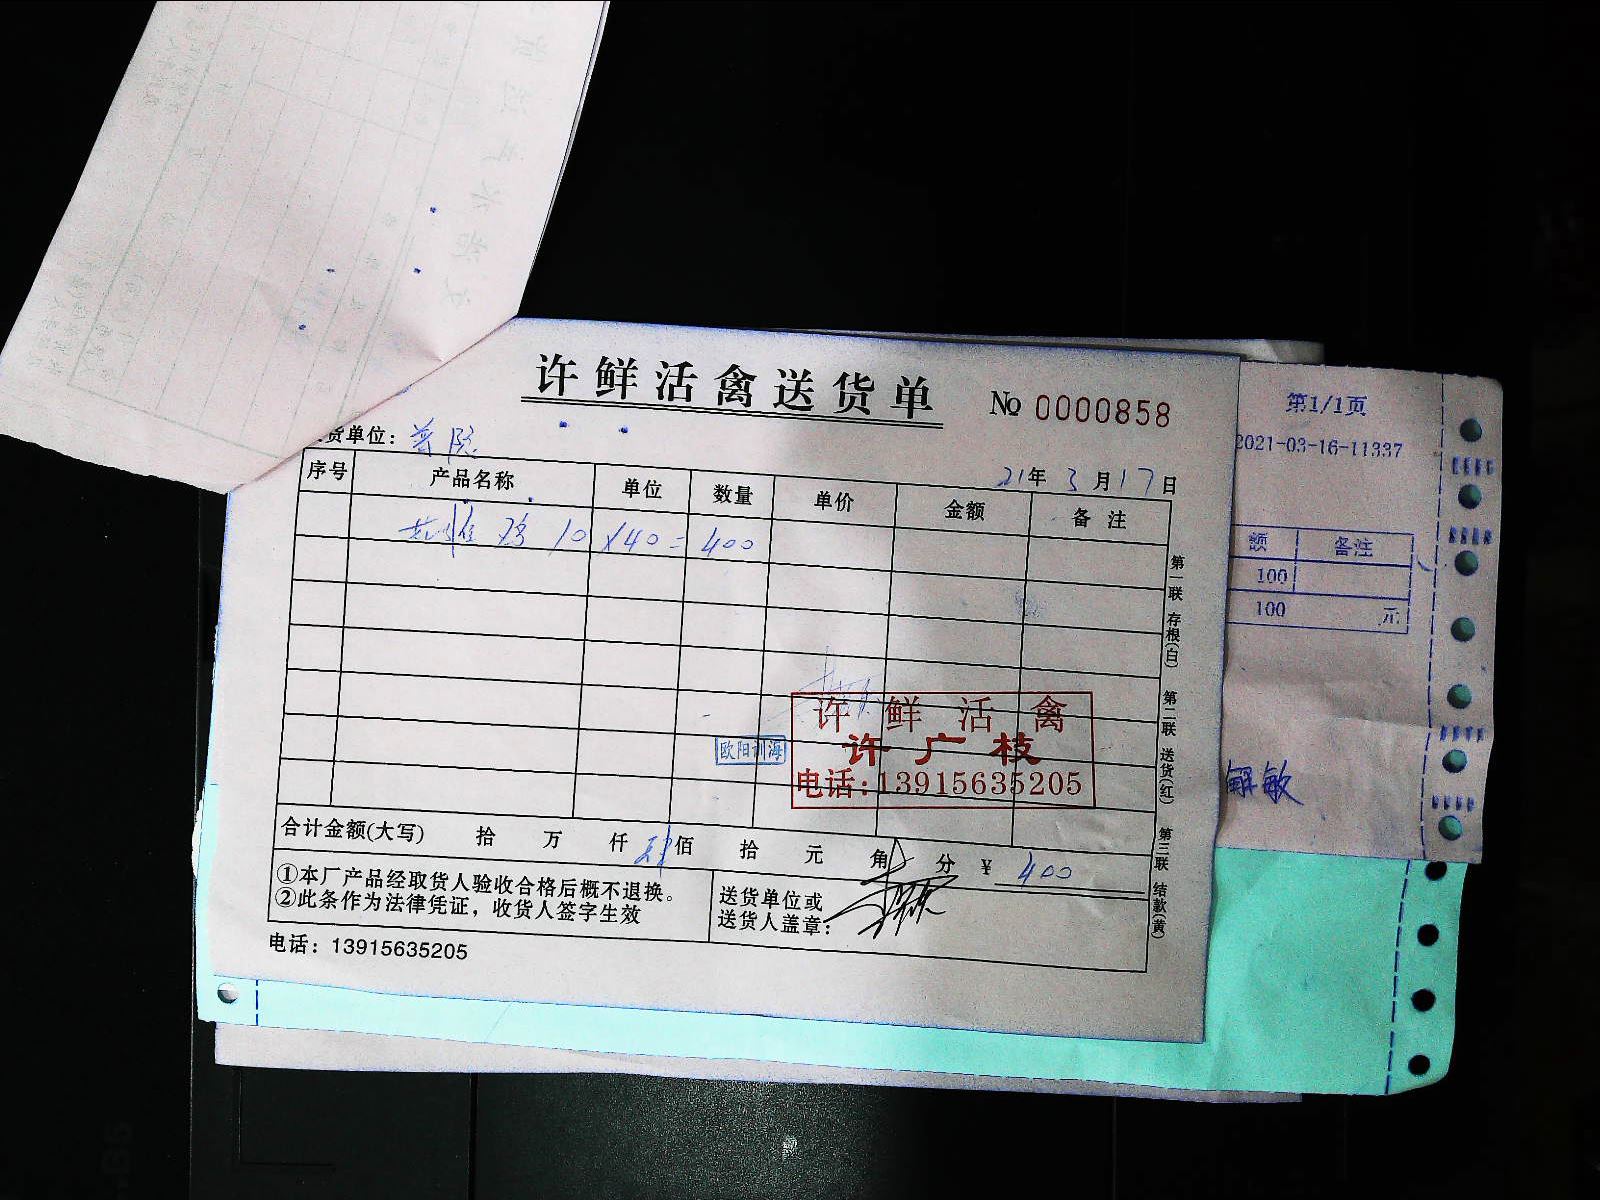 许鲜活禽送货单
No 0000858
货单位：
21年3月17日
序号 产品名称 单位 数量 单价 金额 备注
鸡 10 X40=400
第一联 存根(白)
第二联 送货(红)
第三联 结款(黄)
许鲜活禽
许广枝
电话:13915635205
欧阳训海
合计金额(大写) 拾 万 仟 肆佰 拾 元 角 分 ¥ 400
①本厂产品经取货人验收合格后概不退换。
②此条作为法律凭证，收货人签字生效
送货单位或
送货人盖章：
电话：13915635205
第1/1页
2021-03-16-11337
额 备注
100
100 元
解敏